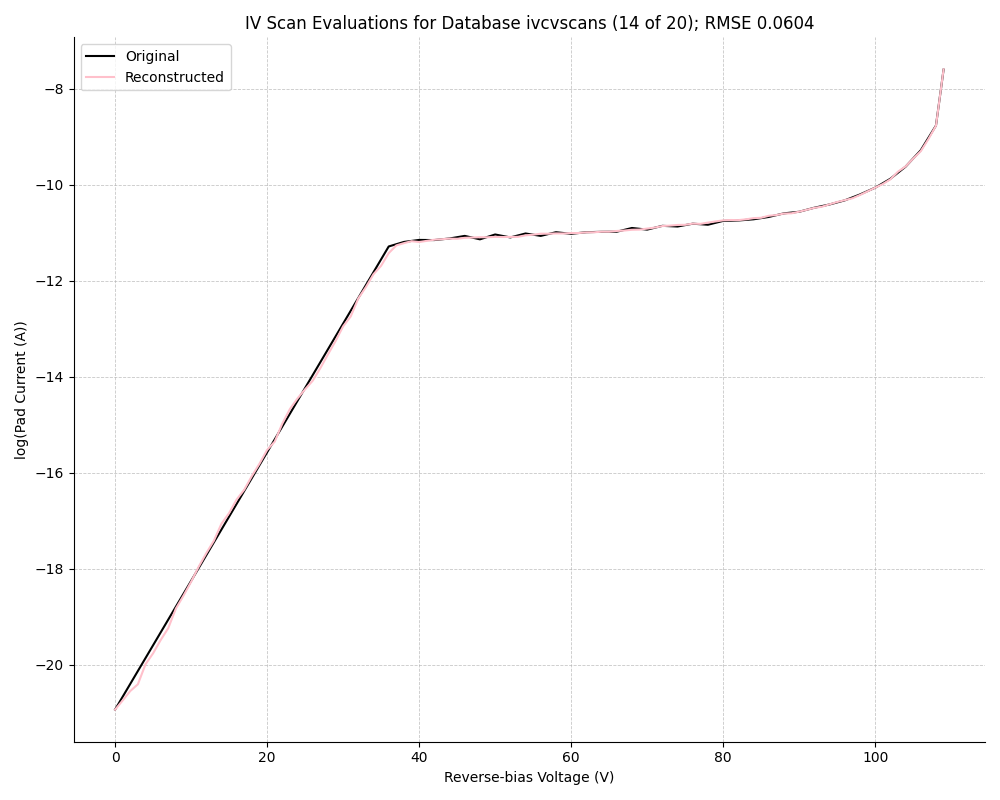 IV Scan Evaluations for Database ivcvscans (14 of 20); RMSE 0.0604
Original
Reconstructed
log(Pad Current (A))
−8
−10
−12
−14
−16
−18
−20
0
20
40
60
80
100
Reverse-bias Voltage (V)